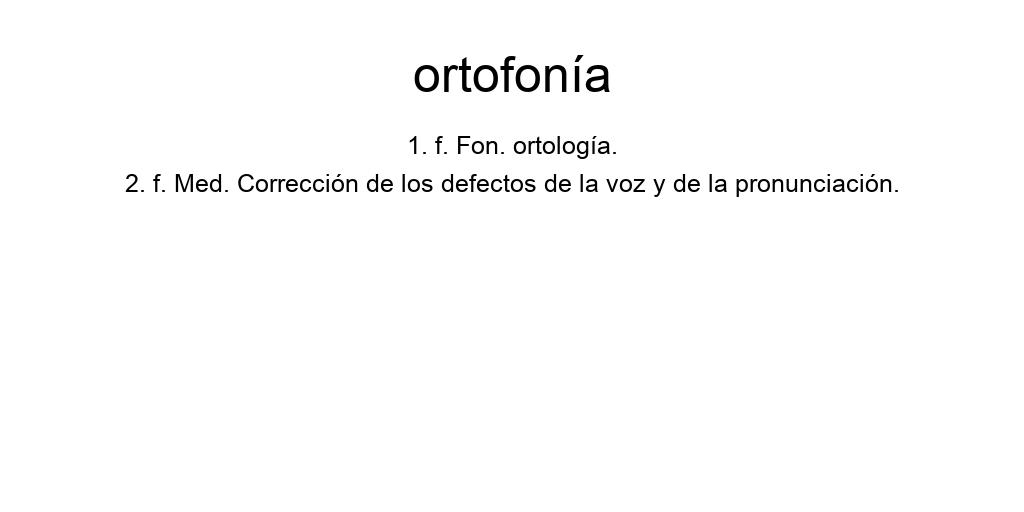 ortofonía
1. f. Fon. ortología.
2. f. Med. Corrección de los defectos de la voz y de la pronunciación.